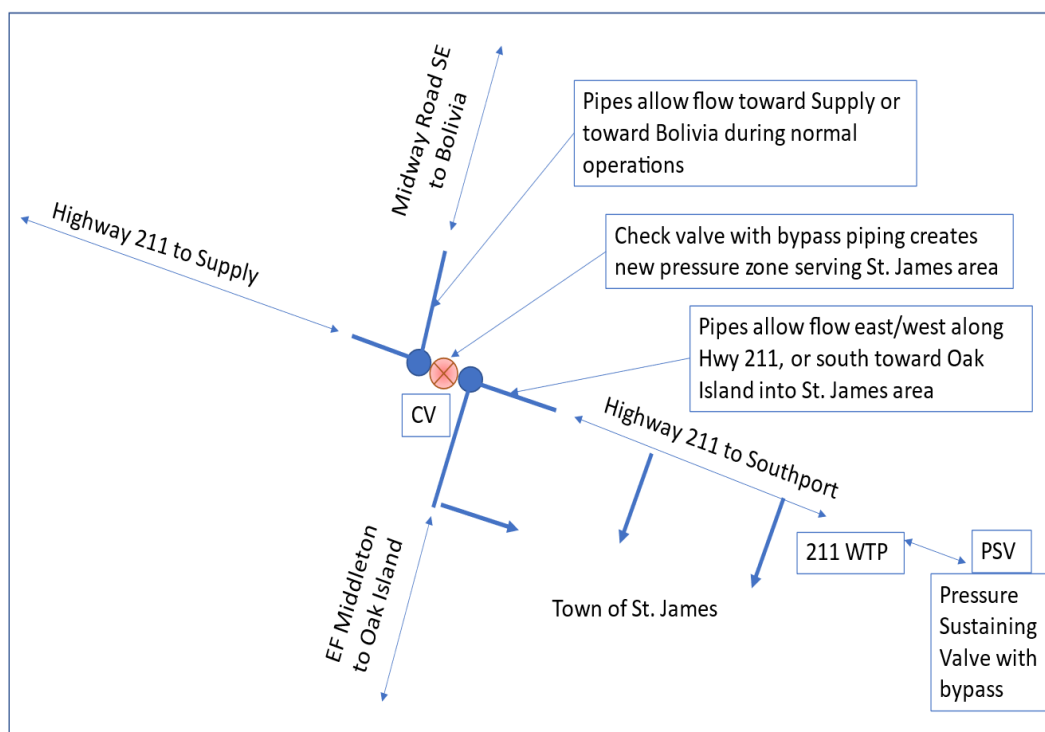 Midway Road SE
to Bolivia
Pipes allow flow toward Supply or
toward Bolivia during normal
operations
Highway 211 to Supply
Check valve with bypass piping creates
new pressure zone serving St. James area
Pipes allow flow east/west along
Hwy 211, or south toward Oak
Island into St. James area
CV
Highway 211 to Southport
EF Middleton
to Oak Island
Town of St. James
211 WTP
PSV
Pressure
Sustaining
Valve with
bypass